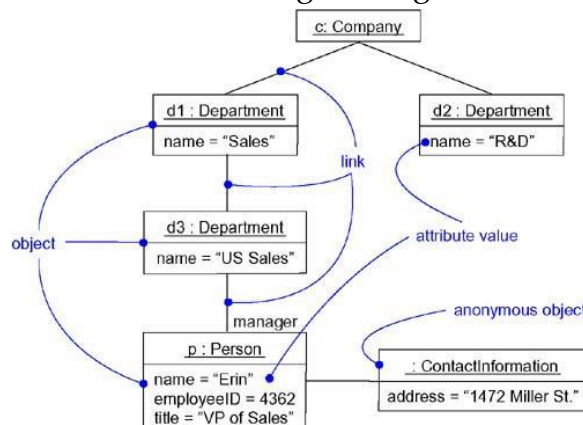 c: Company
d1 : Department
name = "Sales"
d2 : Department
name = "R&D"
link
object
d3 : Department
name = "US Sales"
attribute value
manager
anonymous object
p : Person
name = "Erin"
employeeID = 4362
title = "VP of Sales"
: ContactInformation
address = "1472 Miller St."